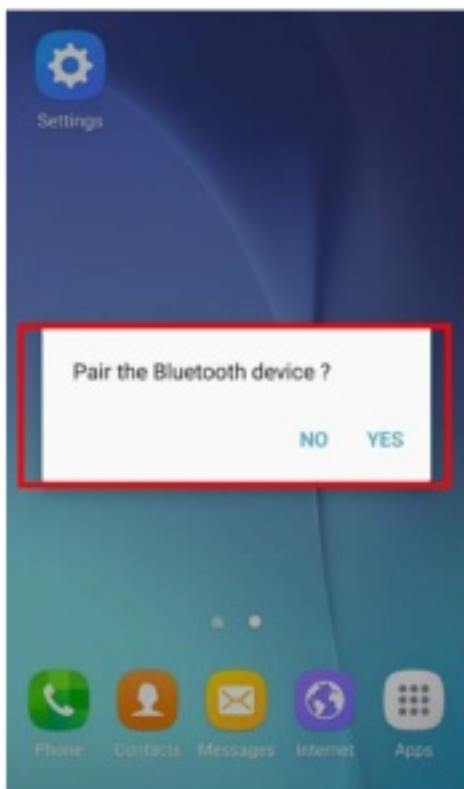 Settings
Pair the Bluetooth device ?
NO YES
Phone Contacts Messages Internet Apps